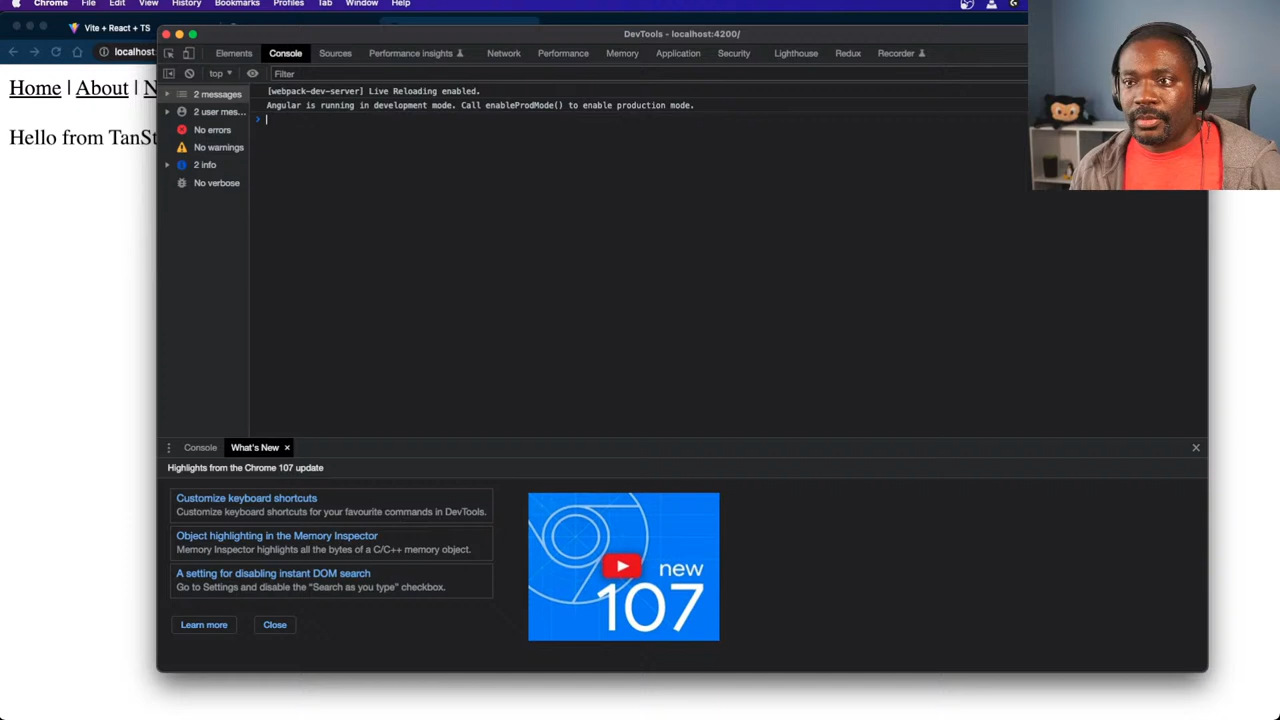 Chrome File Edit View History Bookmarks Profiles Tab Window Help
Vite + React + TS
DevTools - localhost:4200/
localhost:
Elements Console Sources Performance insights Network Performance Memory Application Security Lighthouse Redux Recorder
top Filter
Home | About | N
2 messages
[webpack-dev-server] Live Reloading enabled.
2 user mes...
Angular is running in development mode. Call enableProdMode() to enable production mode.
No errors
Hello from TanSt
No warnings
2 info
No verbose
Console What's New
Highlights from the Chrome 107 update
Customize keyboard shortcuts
Customize keyboard shortcuts for your favourite commands in DevTools.
Object highlighting in the Memory Inspector
Memory Inspector highlights all the bytes of a C/C++ memory object.
A setting for disabling instant DOM search
Go to Settings and disable the "Search as you type" checkbox.
new
107
Learn more Close